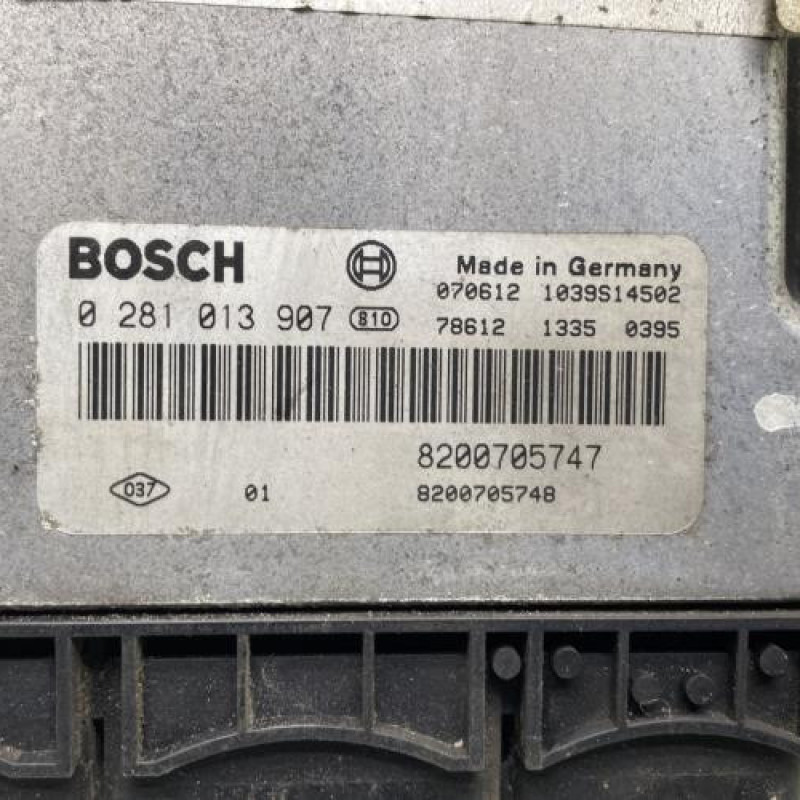 BOSCH
Made in Germany
070612 1039S14502
0 281 013 907 810
78612 1335 0395
8200705747
037 01
8200705748